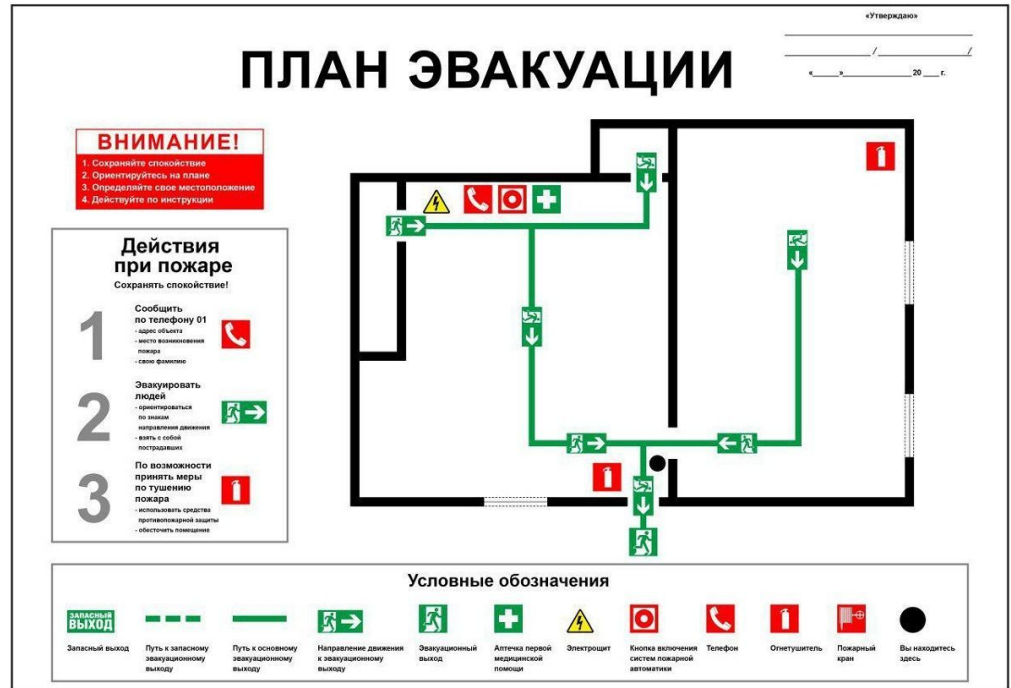 «Утверждаю»
/ /
« » 20 г.
ПЛАН ЭВАКУАЦИИ
ВНИМАНИЕ!
1. Сохраняйте спокойствие
2. Ориентируйтесь на плане
3. Определяйте свое местоположение
4. Действуйте по инструкции
Действия
при пожаре
Сохранять спокойствие!
1
Сообщить
по телефону 01
- адрес объекта
- место возникновения
пожара
- свою фамилию
2
Эвакуировать
людей
- ориентироваться
по знакам
направления движения
- взять с собой
пострадавших
3
По возможности
принять меры
по тушению
пожара
- использовать средства
противопожарной защиты
- обесточить помещение
Условные обозначения
ЗАПАСНЫЙ
ВЫХОД
Запасный выход
Путь к запасному
эвакуационному
выходу
Путь к основному
эвакуационному
выходу
Направление движения
к эвакуационному
выходу
Эвакуационный
выход
Аптечка первой
медицинской
помощи
Электрощит
Кнопка включения
систем пожарной
автоматики
Телефон
Огнетушитель
Пожарный
кран
Вы находитесь
здесь